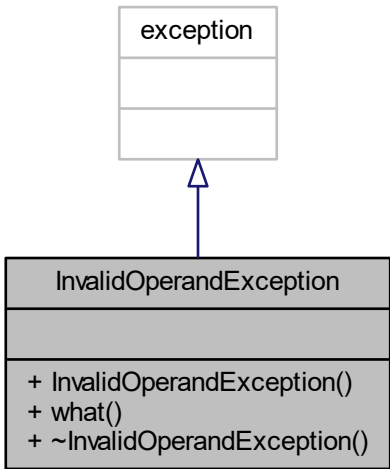 exception
InvalidOperandException
+ InvalidOperandException()
+ what()
+ ~InvalidOperandException()